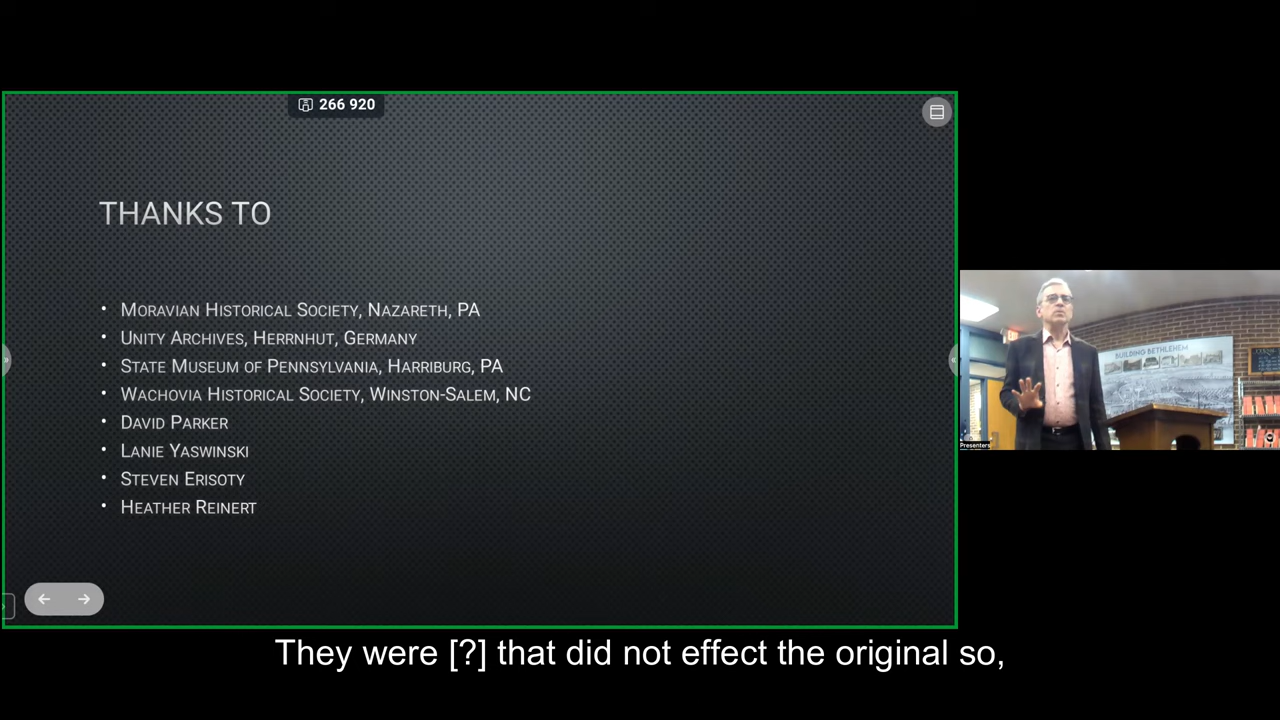 266 920
THANKS TO
• MORAVIAN HISTORICAL SOCIETY, NAZARETH, PA
• UNITY ARCHIVES, HERRNHUT, GERMANY
• STATE MUSEUM OF PENNSYLVANIA, HARRIBURG, PA
• WACHOVIA HISTORICAL SOCIETY, WINSTON-SALEM, NC
• DAVID PARKER
• LANIE YASWINSKI
• STEVEN ERISOTY
• HEATHER REINERT
BUILDING BETHLEHEM
Presenters
They were [?] that did not effect the original so,